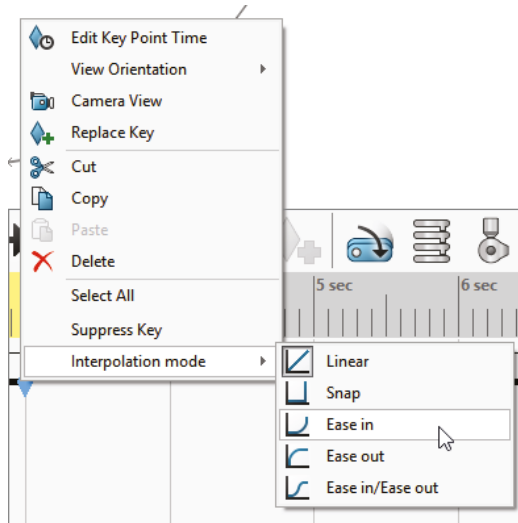 Edit Key Point Time
View Orientation
Camera View
Replace Key
Cut
Copy
Paste
Delete
Select All
Suppress Key
Interpolation mode
5 sec
6 sec
Linear
Snap
Ease in
Ease out
Ease in/Ease out